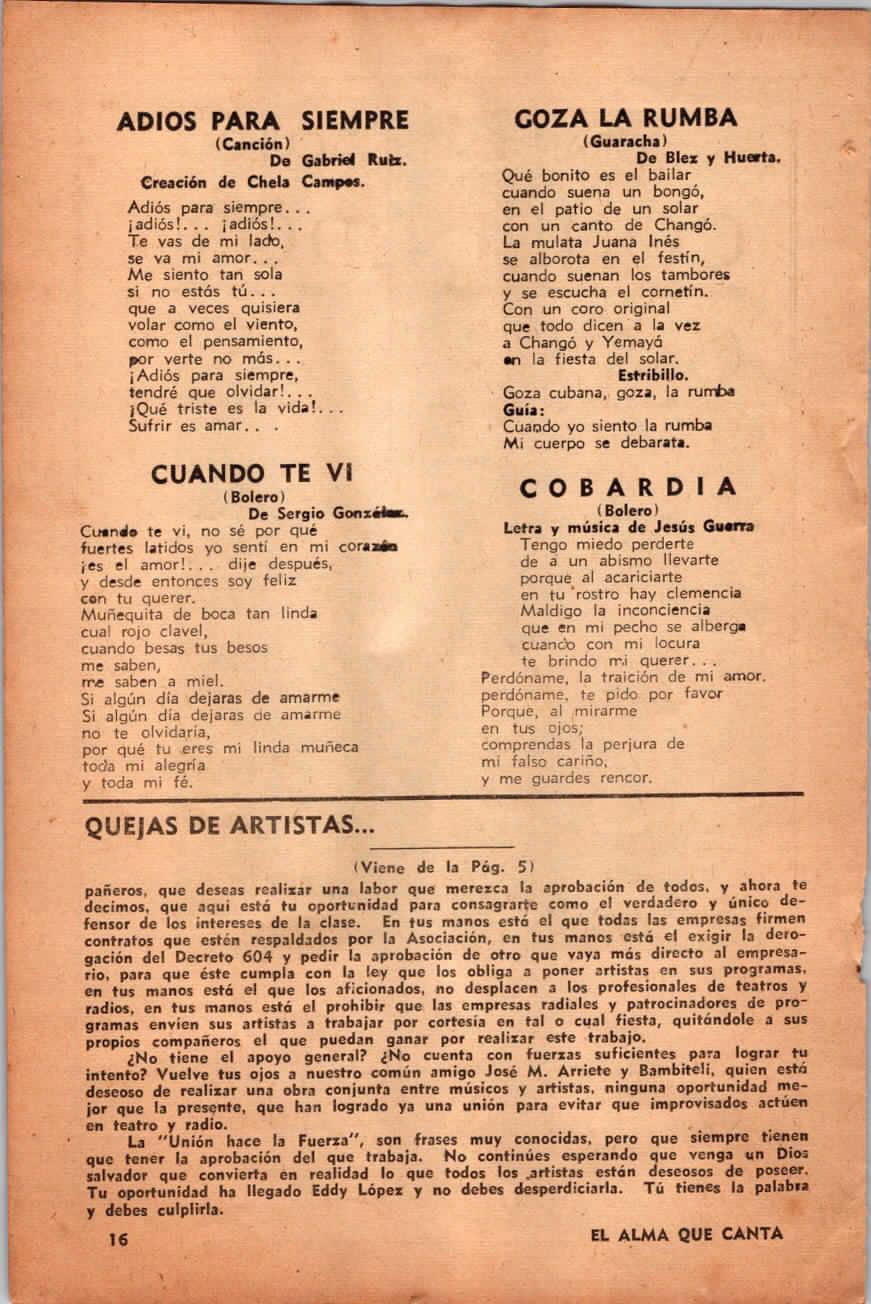 ADIOS PARA SIEMPRE
(Canción)
De Gabriel Ruiz.
Creación de Chela Campos.
Adiós para siempre...
¡adiós!... ¡adiós!...
Te vas de mi lado,
se va mi amor...
Me siento tan sola
si no estás tú...
que a veces quisiera
volar como el viento,
como el pensamiento,
por verte no más...
¡Adiós para siempre,
tendré que olvidar!...
¡Qué triste es la vida!...
Sufrir es amar...
CUANDO TE VI
(Bolero)
De Sergio González.
Cuando te vi, no sé por qué
fuertes latidos yo sentí en mi corazón
¡es el amor!... dije después,
y desde entonces soy feliz
con tu querer.
Muñequita de boca tan linda
cual rojo clavel,
cuando besas tus besos
me saben,
me saben a miel.
Si algún día dejaras de amarme
Si algún día dejaras de amarme
no te olvidaría,
por qué tu eres mi linda muñeca
toda mi alegría
y toda mi fé.
GOZA LA RUMBA
(Guaracha)
De Blez y Huerta.
Qué bonito es el bailar
cuando suena un bongó,
en el patio de un solar
con un canto de Changó.
La mulata Juana Inés
se alborota en el festín,
cuando suenan los tambores
y se escucha el cornetín.
Con un coro original
que todo dicen a la vez
a Changó y Yemayá
en la fiesta del solar.
Estribillo.
Goza cubana, goza, la rumba
Guía:
Cuando yo siento la rumba
Mi cuerpo se debarata.
COBARDIA
(Bolero)
Letra y música de Jesús Guerra
Tengo miedo perderte
de a un abismo llevarte
porque al acariciarte
en tu rostro hay clemencia
Maldigo la inconciencia
que en mi pecho se alberga
cuando con mi locura
te brindo mi querer...
Perdóname, la traición de mi amor.
perdóname, te pido por favor
Porque, al mirarme
en tus ojos;
comprendas la perjura de
mi falso cariño,
y me guardes rencor.
QUEJAS DE ARTISTAS...
(Viene de la Pág. 5)
pañeros, que deseas realizar una labor que merezca la aprobación de todos, y ahora te
decimos, que aquí está tu oportunidad para consagrarte como el verdadero y único de-
fensor de los intereses de la clase. En tus manos está el que todas las empresas firmen
contratos que estén respaldados por la Asociación, en tus manos está el exigir la dero-
gación del Decreto 604 y pedir la aprobación de otro que vaya más directo al empresa-
rio, para que éste cumpla con la ley que los obliga a poner artistas en sus programas,
en tus manos está el que los aficionados, no desplacen a los profesionales de teatros y
radios, en tus manos está el prohibir que las empresas radiales y patrocinadores de pro-
gramas envíen sus artistas a trabajar por cortesía en tal o cual fiesta, quitándole a sus
propios compañeros el que puedan ganar por realizar este trabajo.
¿No tiene el apoyo general? ¿No cuenta con fuerzas suficientes para lograr tu
intento? Vuelve tus ojos a nuestro común amigo José M. Arriete y Bambiteli, quien está
deseoso de realizar una obra conjunta entre músicos y artistas, ninguna oportunidad me-
jor que la presente, que han logrado ya una unión para evitar que improvisados actúen
en teatro y radio.
La "Unión hace la Fuerza", son frases muy conocidas, pero que siempre tienen
que tener la aprobación del que trabaja. No continúes esperando que venga un Dios
salvador que convierta en realidad lo que todos los artistas están deseosos de poseer.
Tu oportunidad ha llegado Eddy López y no debes desperdiciarla. Tú tienes la palabra
y debes culplirla.
16
EL ALMA QUE CANTA